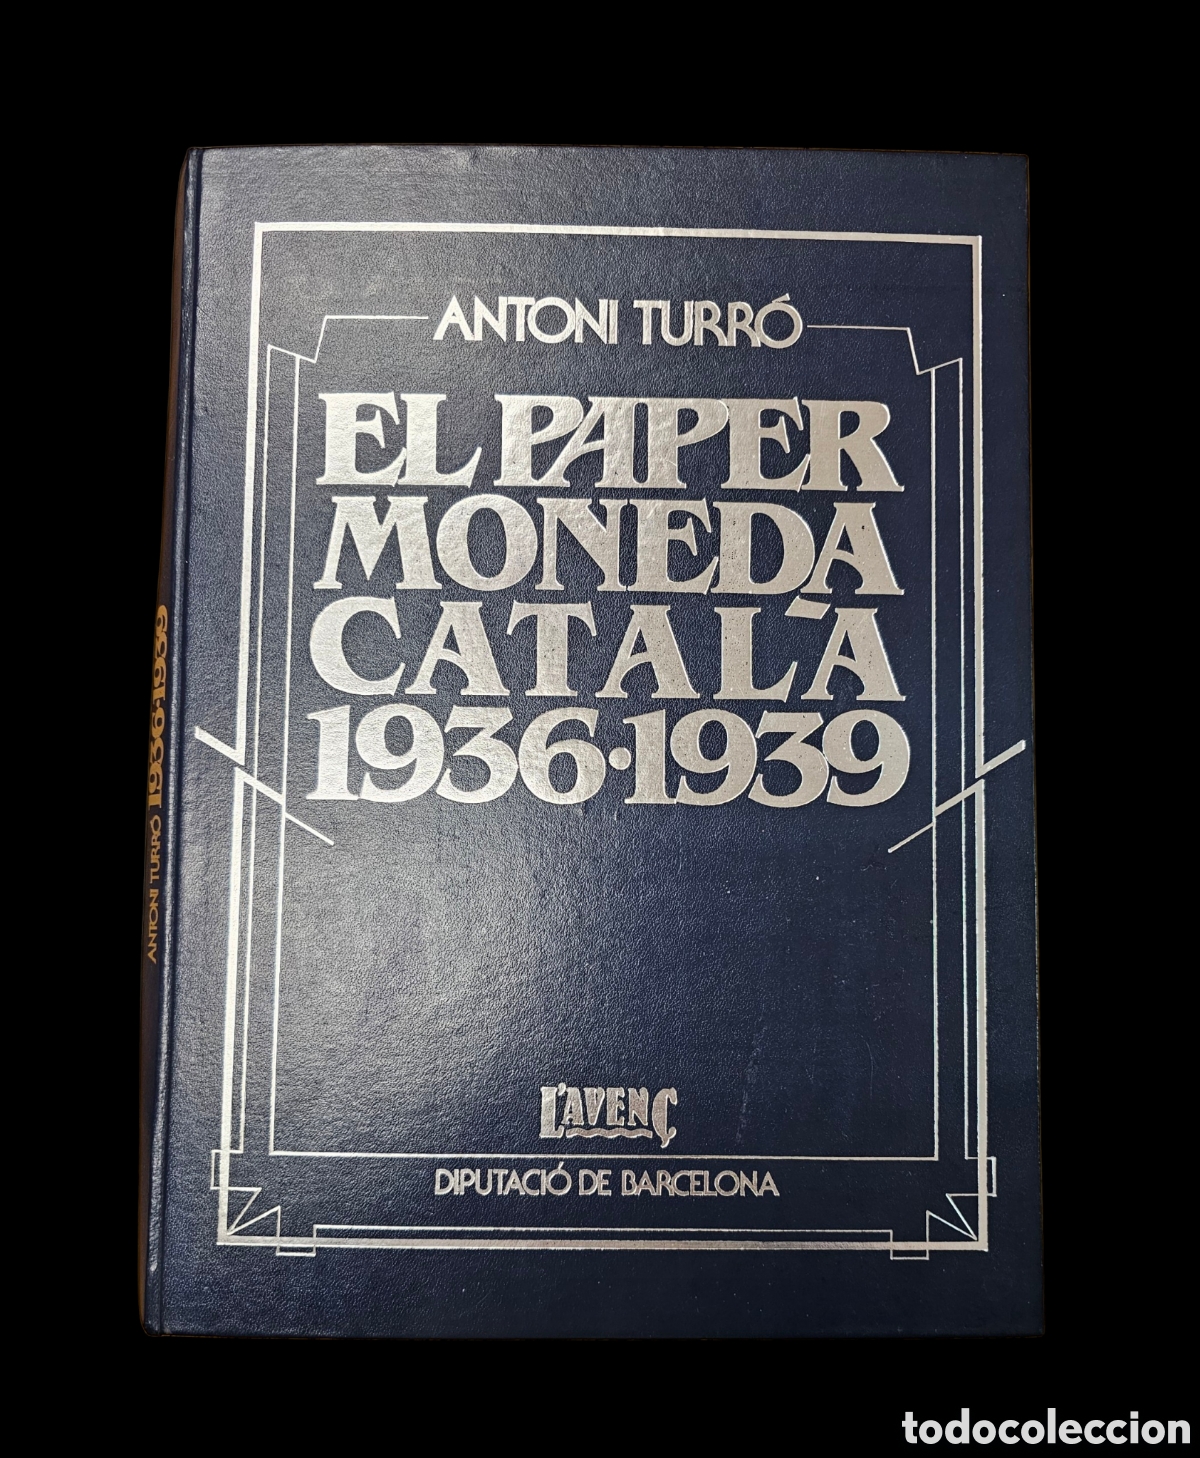 ANTONI TURRÓ
EL PAPER
MONEDA
CATALÀ
1936·1939
L'AVENÇ
DIPUTACIÓ DE BARCELONA
ANTONI TURRÓ 1936·1939
todocoleccion